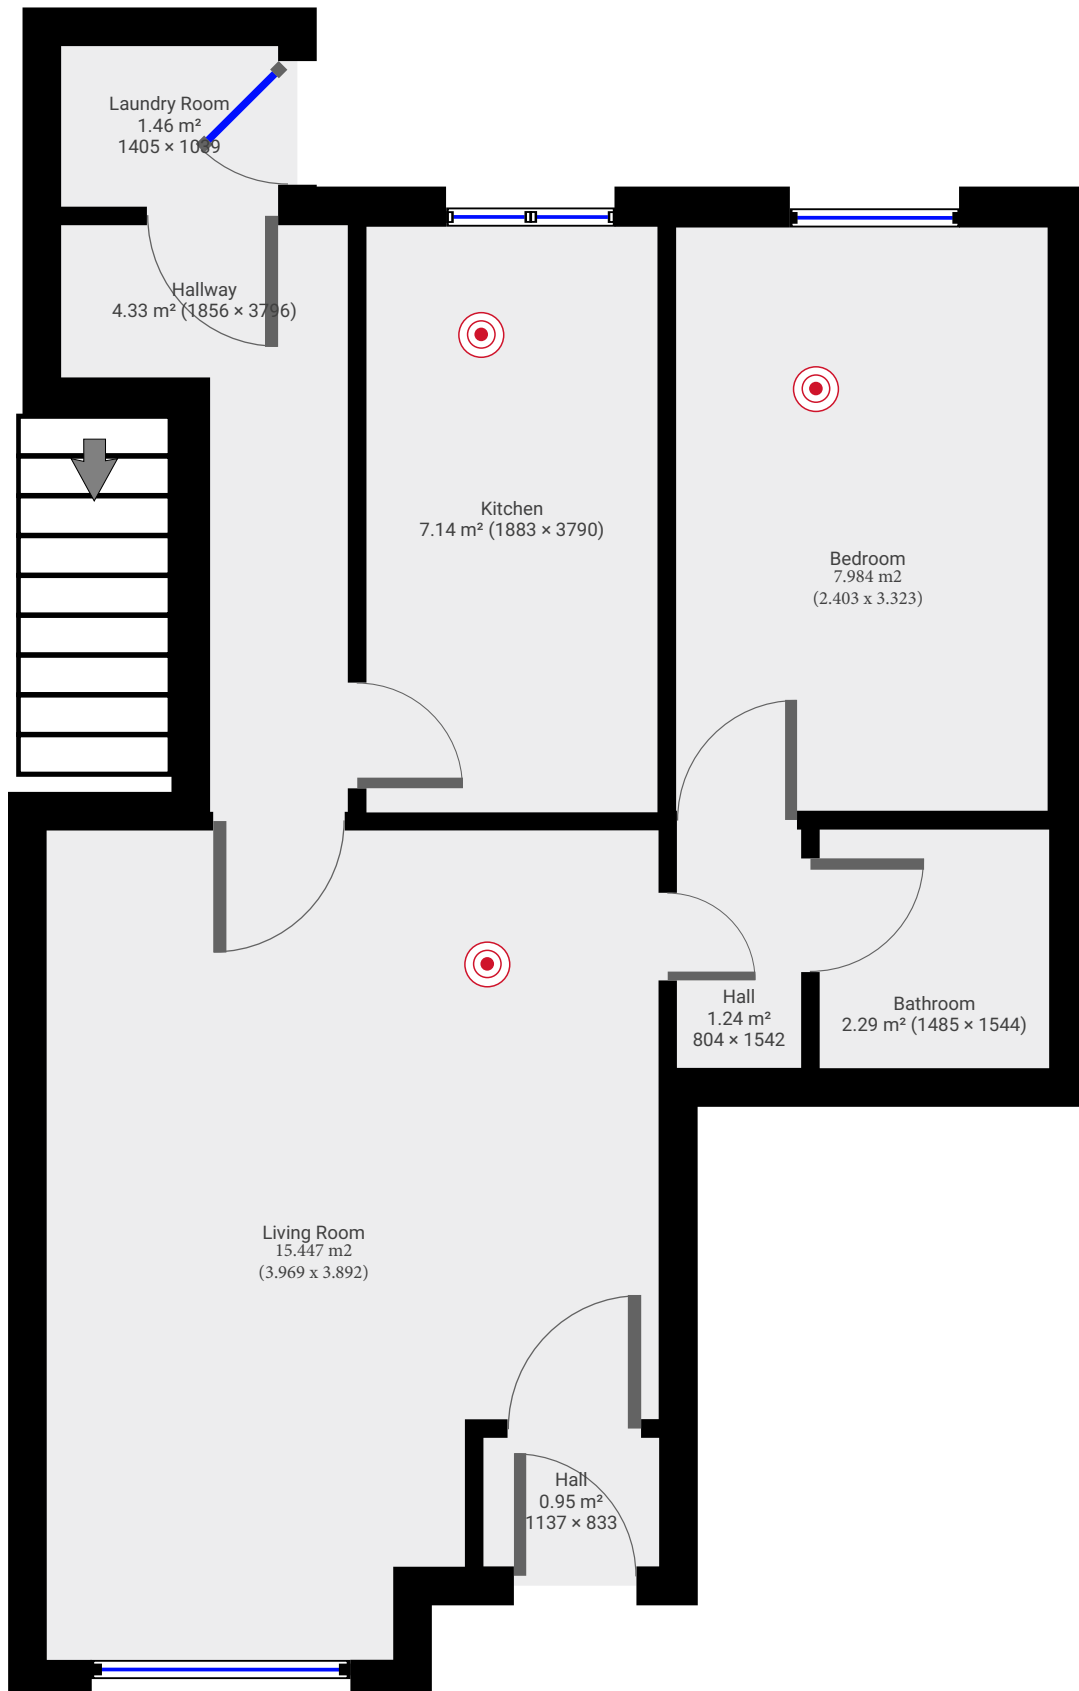 Laundry Room
1.46 m²
1405 × 1039
Hallway
4.33 m² (1856 × 3796)
Kitchen
7.14 m² (1883 × 3790)
Bedroom
7.984 m2
(2.403 x 3.323)
Hall
1.24 m²
804 × 1542
Bathroom
2.29 m² (1485 × 1544)
Living Room
15.447 m2
(3.969 x 3.892)
Hall
0.95 m²
1137 × 833